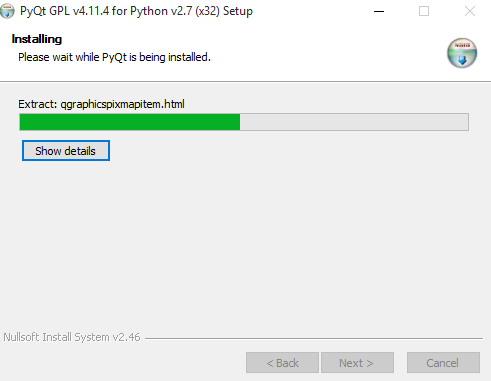 PyQt GPL v4.11.4 for Python v2.7 (x32) Setup
Installing
Please wait while PyQt is being installed.
Extract: qgraphicspixmapitem.html
Show details
Nullsoft Install System v2.46
< Back Next > Cancel